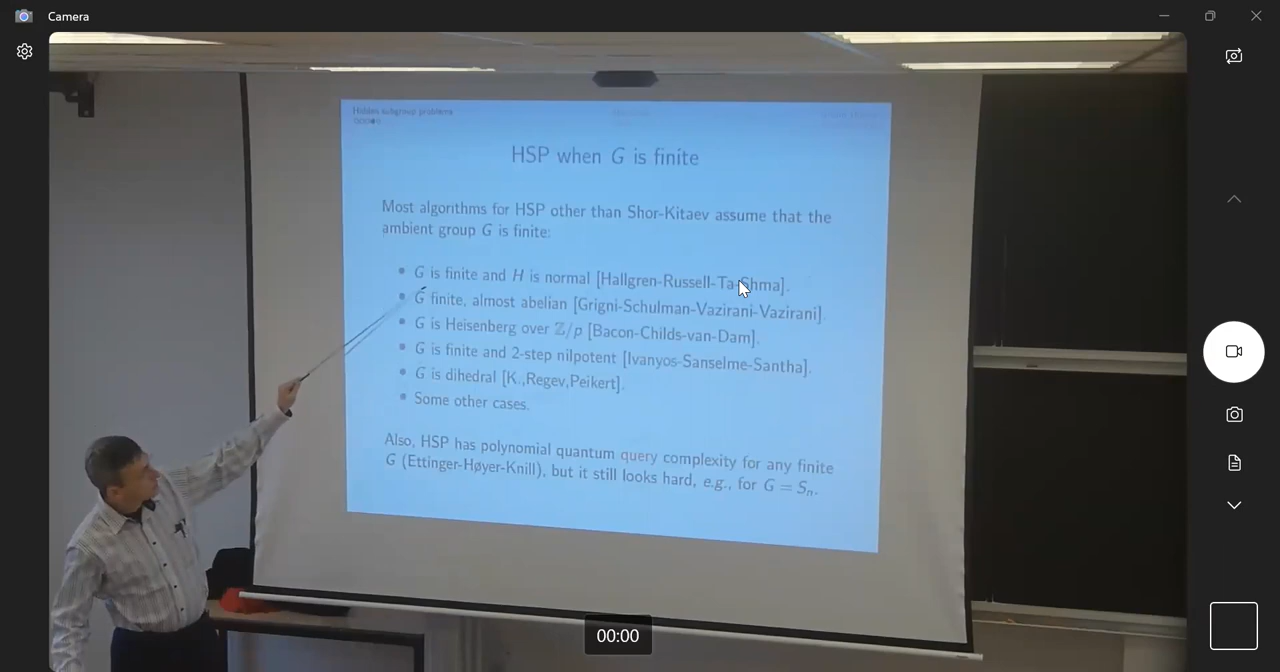 Camera
Hidden subgroup problems
HSP when G is finite
Most algorithms for HSP other than Shor-Kitaev assume that the
ambient group G is finite:
• G is finite and H is normal [Hallgren-Russell-Ta-Shma].
• G finite, almost abelian [Grigni-Schulman-Vazirani-Vazirani].
• G is Heisenberg over ℤ/p [Bacon-Childs-van-Dam].
• G is finite and 2-step nilpotent [Ivanyos-Sanselme-Santha].
• G is dihedral [K.,Regev,Peikert].
• Some other cases.
Also, HSP has polynomial quantum query complexity for any finite
G (Ettinger-Høyer-Knill), but it still looks hard, e.g., for G = Sₙ.
00:00